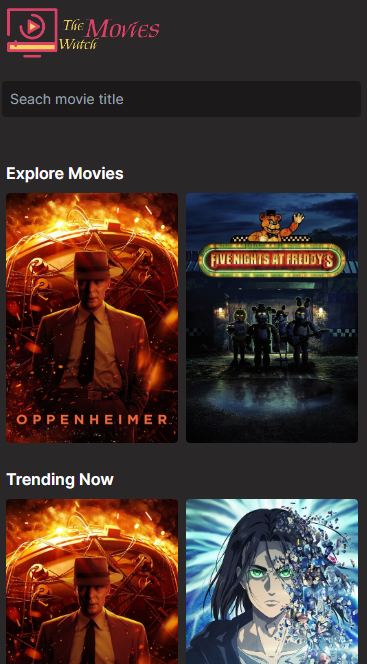 The Movies
Watch
Seach movie title
Explore Movies
FIVE NIGHTS AT FREDDY'S
OPPENHEIMER
Trending Now